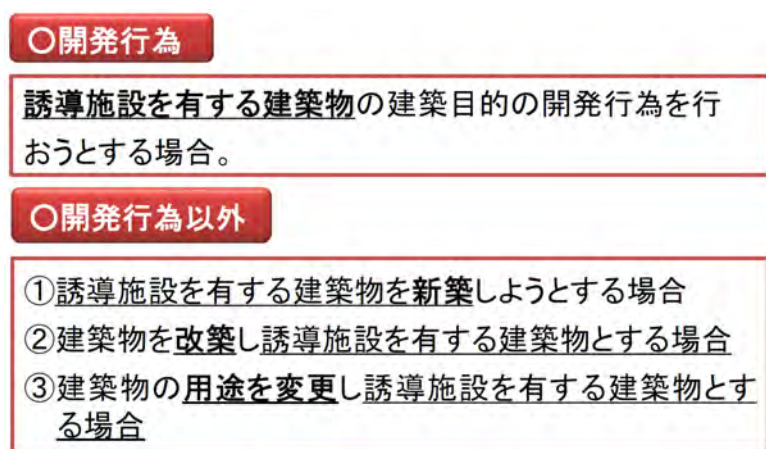 〇開発行為
誘導施設を有する建築物の建築目的の開発行為を行
おうとする場合。
〇開発行為以外
①誘導施設を有する建築物を新築しようとする場合
②建築物を改築し誘導施設を有する建築物とする場合
③建築物の用途を変更し誘導施設を有する建築物とす
る場合